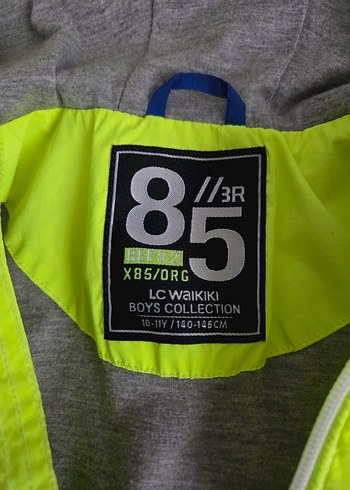 85
//3R
X85/ORG
LC WAIKIKI
BOYS COLLECTION
10-11Y / 140-146CM